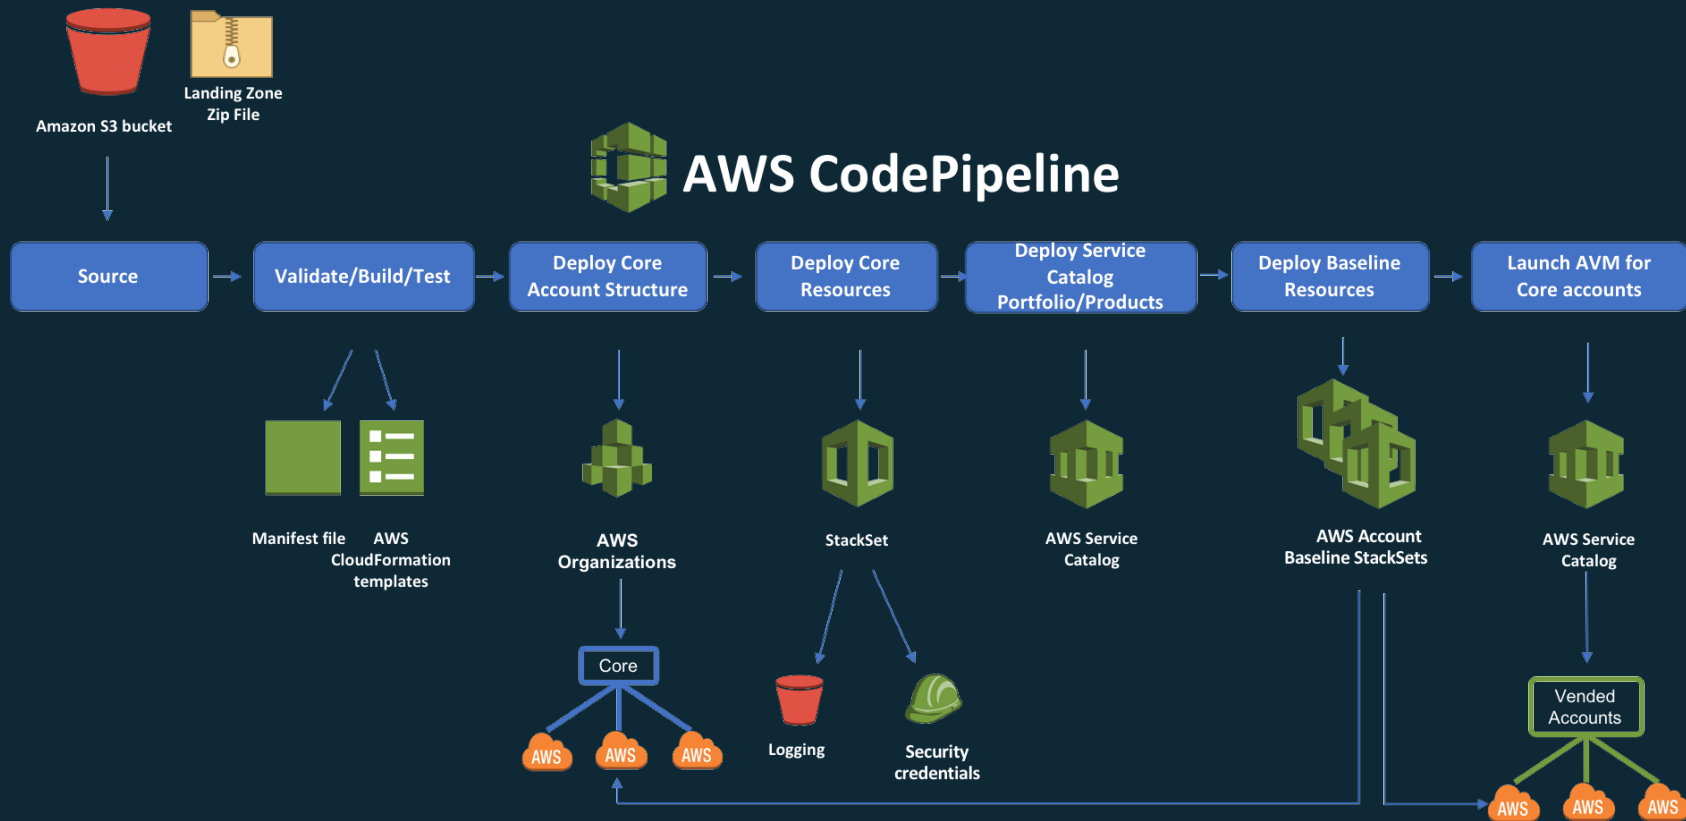 Landing Zone
Zip File
Amazon S3 bucket
AWS CodePipeline
Source
Validate/Build/Test
Deploy Core
Account Structure
Deploy Core
Resources
Deploy Service
Catalog
Portfolio/Products
Deploy Baseline
Resources
Launch AVM for
Core accounts
Manifest file
AWS
CloudFormation
templates
AWS
Organizations
StackSet
AWS Service
Catalog
AWS Account
Baseline StackSets
AWS Service
Catalog
Core
AWS
AWS
AWS
Logging
Security
credentials
Vended
Accounts
AWS
AWS
AWS